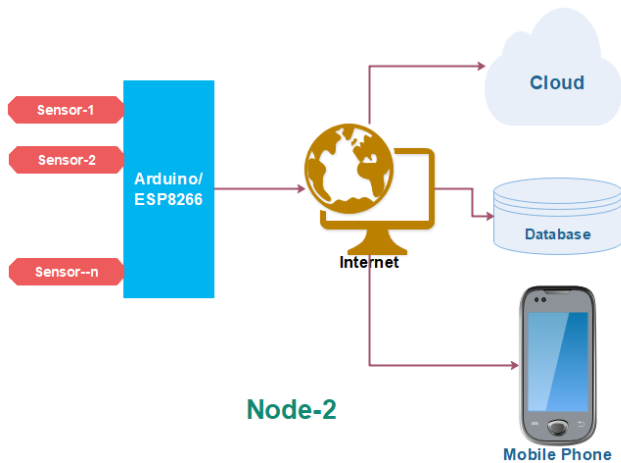 Cloud
Sensor-1
Sensor-2
Arduino/
ESP8266
Database
Internet
Sensor--n
Node-2
Mobile Phone